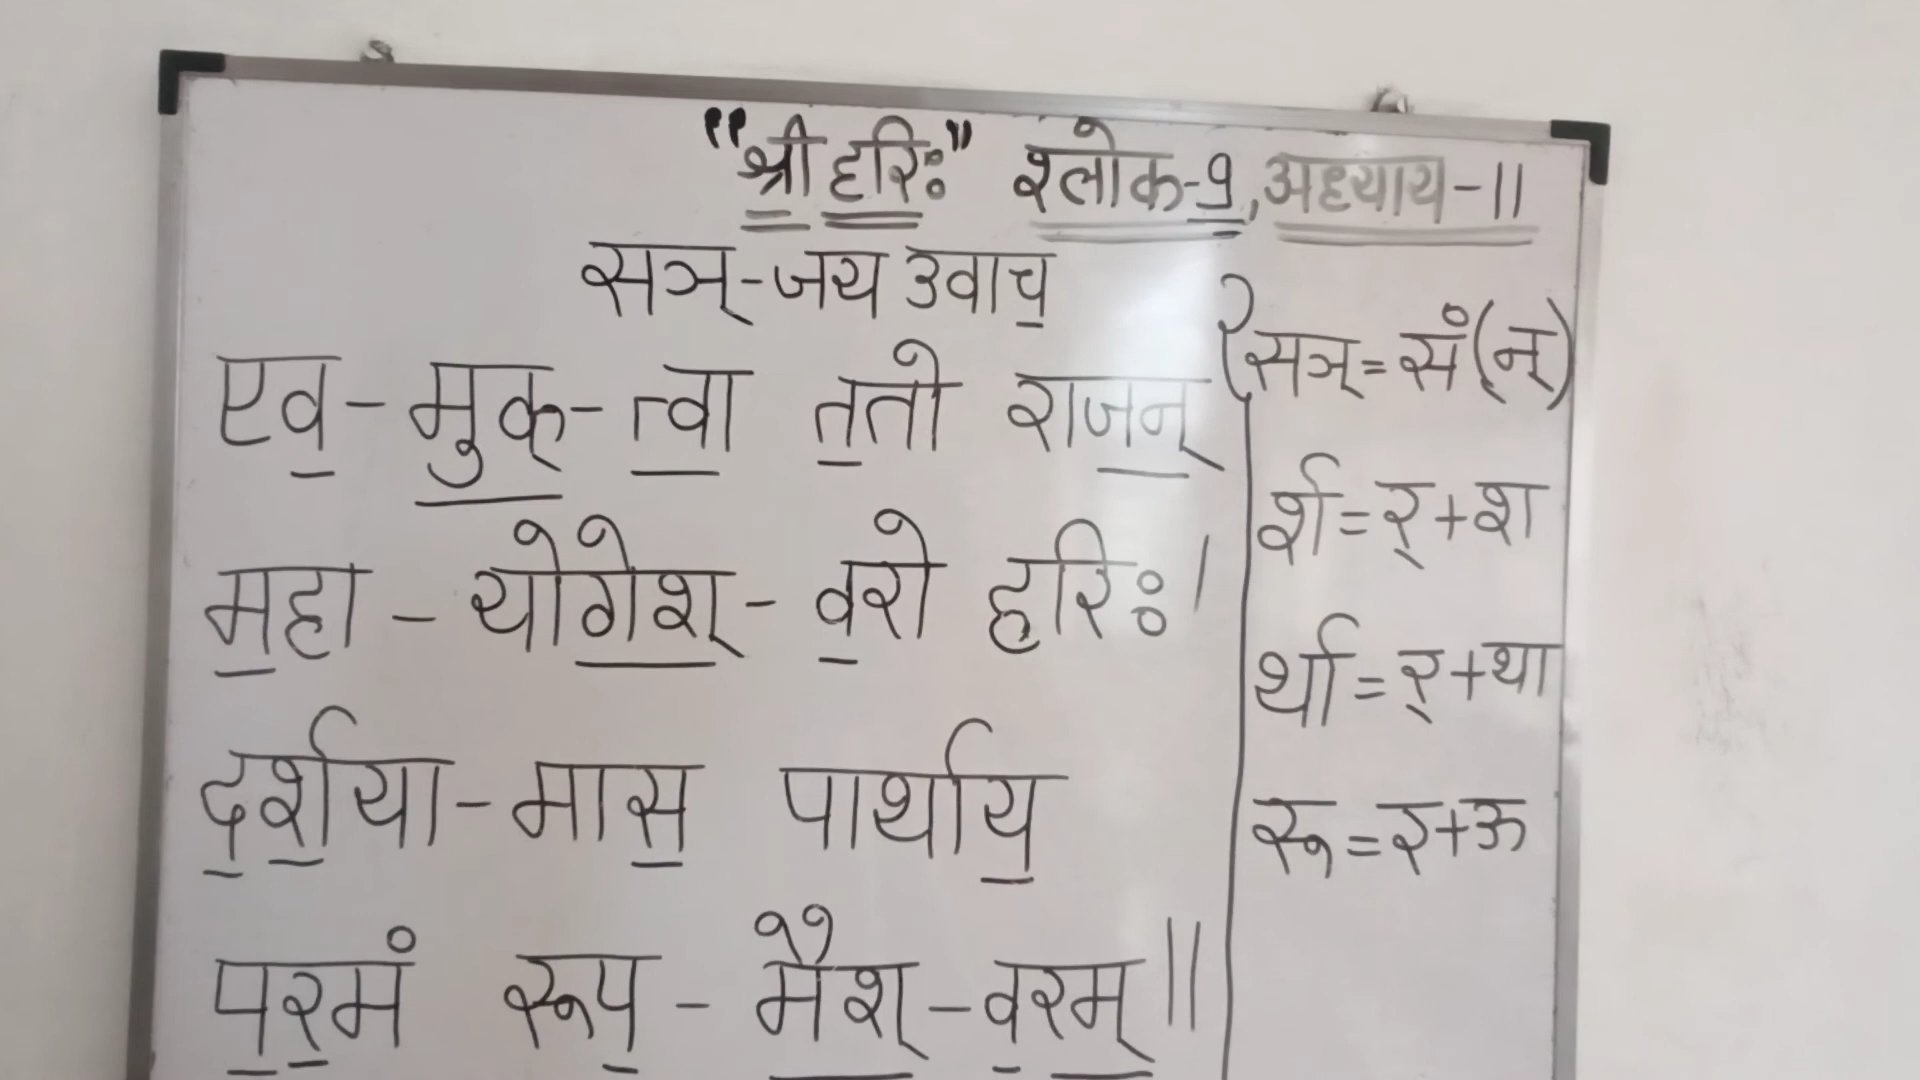 "श्री हरिः" श्लोक-9, अध्याय-11
सञ्-जय उवाच
एव-मुक्-त्वा ततो राजन्
महा-योगेश्-वरो हरिः।
दर्शया-मास पार्थाय
परमं रूप-मैश्-वरम्॥
सञ्=सं(न्)
र्श=र्+श
र्था=र्+था
रू=र+ऊ